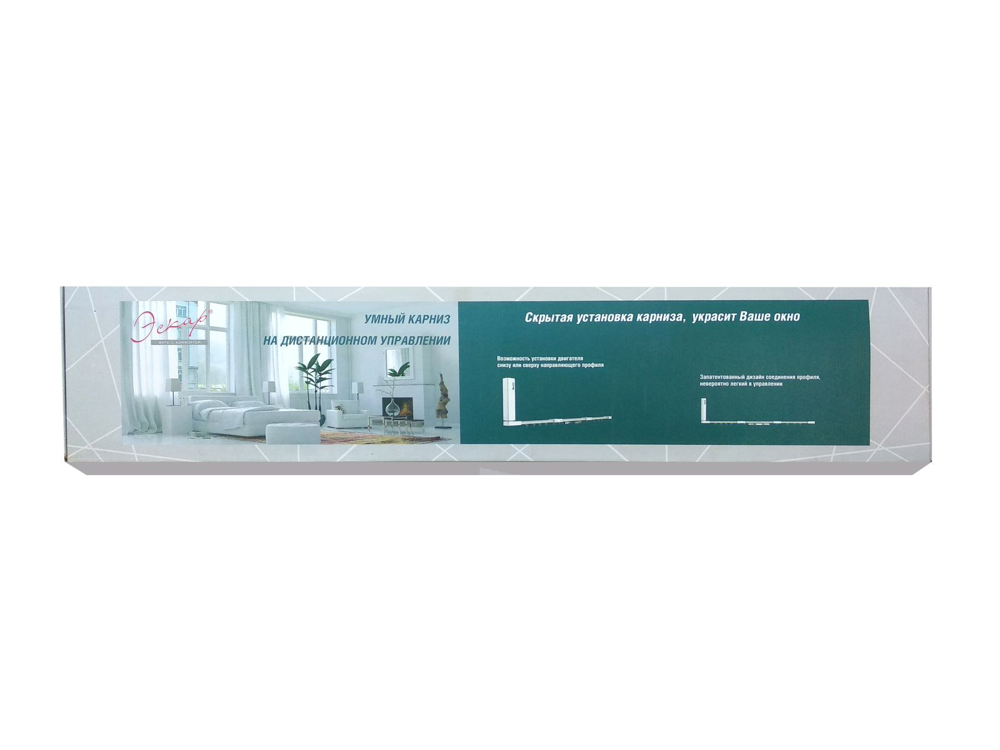 Эскар®
ЖИТЬ С КОМФОРТОМ
УМНЫЙ КАРНИЗ
НА ДИСТАНЦИОННОМ УПРАВЛЕНИИ
Скрытая установка карниза, украсит Ваше окно
Возможность установки двигателя
снизу или сверху направляющего профиля
Запатентованный дизайн соединения профиля,
невероятно легкий в управлении